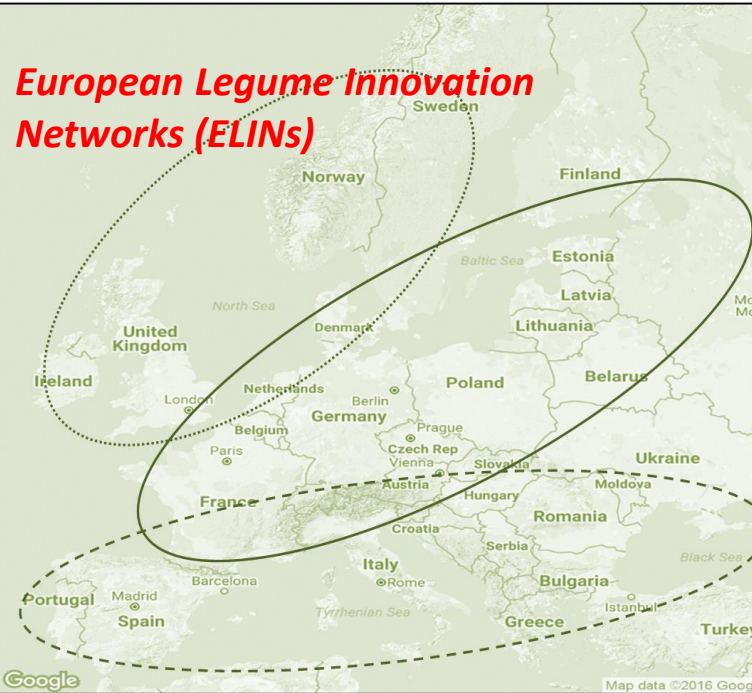 European Legume Innovation
Networks (ELINs)
Sweden
Norway
Finland
Estonia
Baltic Sea
Latvia
North Sea
Denmark
Lithuania
United
Kingdom
Ireland
Netherlands
Poland
Belarus
London
Berlin
Germany
Belgium
Prague
Paris
Czech Rep
Vienna
Slovakia
Ukraine
Austria
Moldova
France
Hungary
Romania
Croatia
Serbia
Italy
Barcelona
Rome
Bulgaria
Black Sea
Portugal
Madrid
Istanbul
Tyrrhenian Sea
Spain
Greece
Turkey
Google
Map data ©2016 Goog